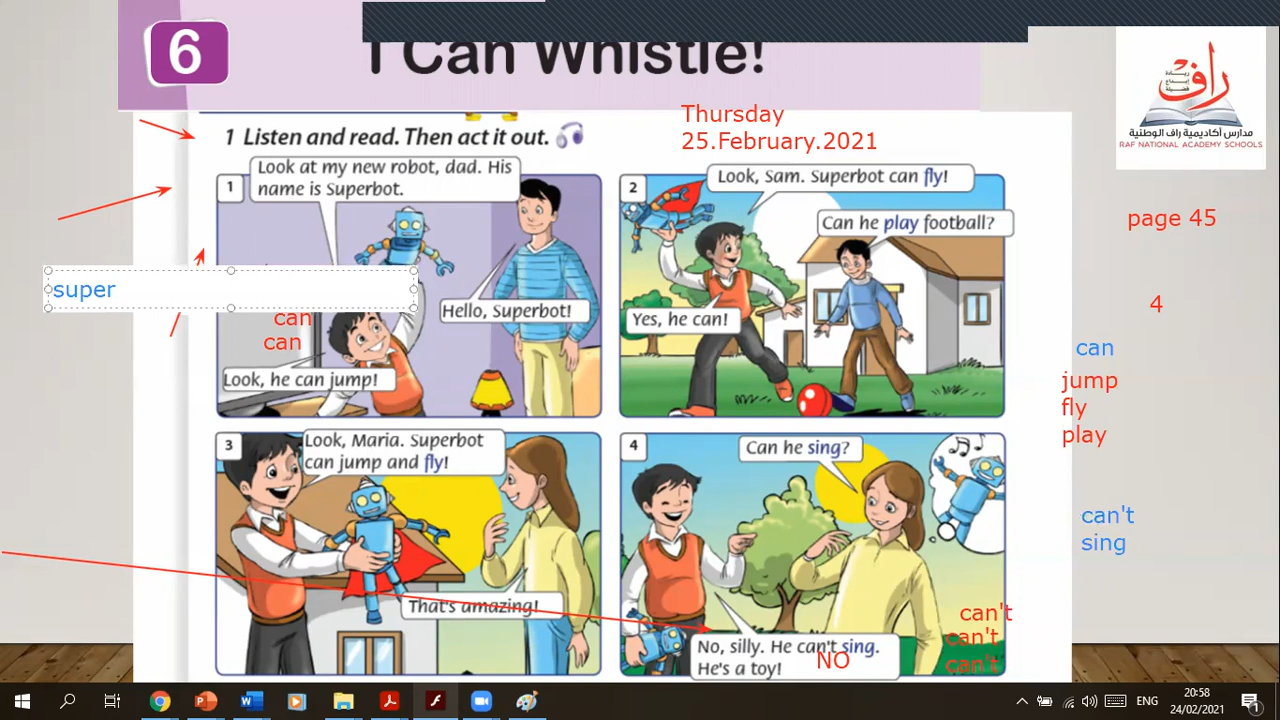 6
I Can Whistle!
راف
ريادة
إبداع
فضيلة
مدارس أكاديمية راف الوطنية
RAF NATIONAL ACADEMY SCHOOLS
1 Listen and read. Then act it out.
Thursday
25.February.2021
1
Look at my new robot, dad. His
name is Superbot.
Hello, Superbot!
Look, he can jump!
super
can
can
2
Look, Sam. Superbot can fly!
Can he play football?
Yes, he can!
3
Look, Maria. Superbot
can jump and fly!
That's amazing!
4
Can he sing?
No, silly. He can't sing.
He's a toy!
NO
can't
can't
can't
page 45
4
can
jump
fly
play
can't
sing
ENG
20:58
24/02/2021
1